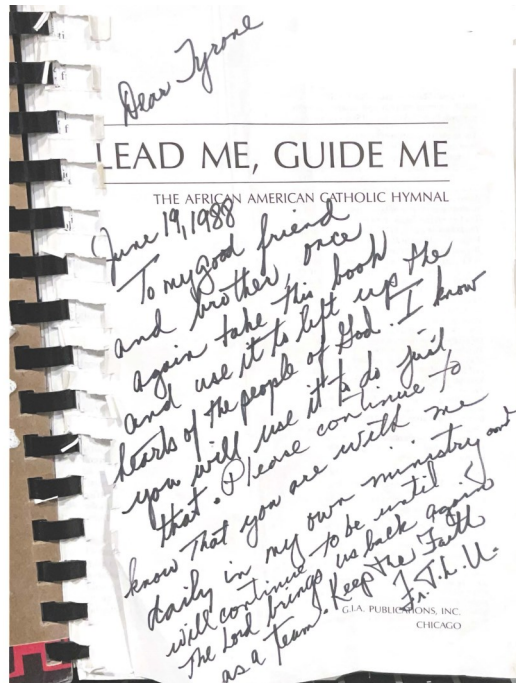 Dear Tyrone
LEAD ME, GUIDE ME
THE AFRICAN AMERICAN CATHOLIC HYMNAL
June 19, 1988
To my good friend
and brother, once
again take this book
and use it to lift up the
hearts of the people of God. I know
you will use it to do just
that. Please continue to
know That you are with me
daily in my own ministry and
will continue to be until
The Lord brings us back again
as a team. Keep The Faith
Fr. T.L.U.
G.I.A. PUBLICATIONS, INC.
CHICAGO